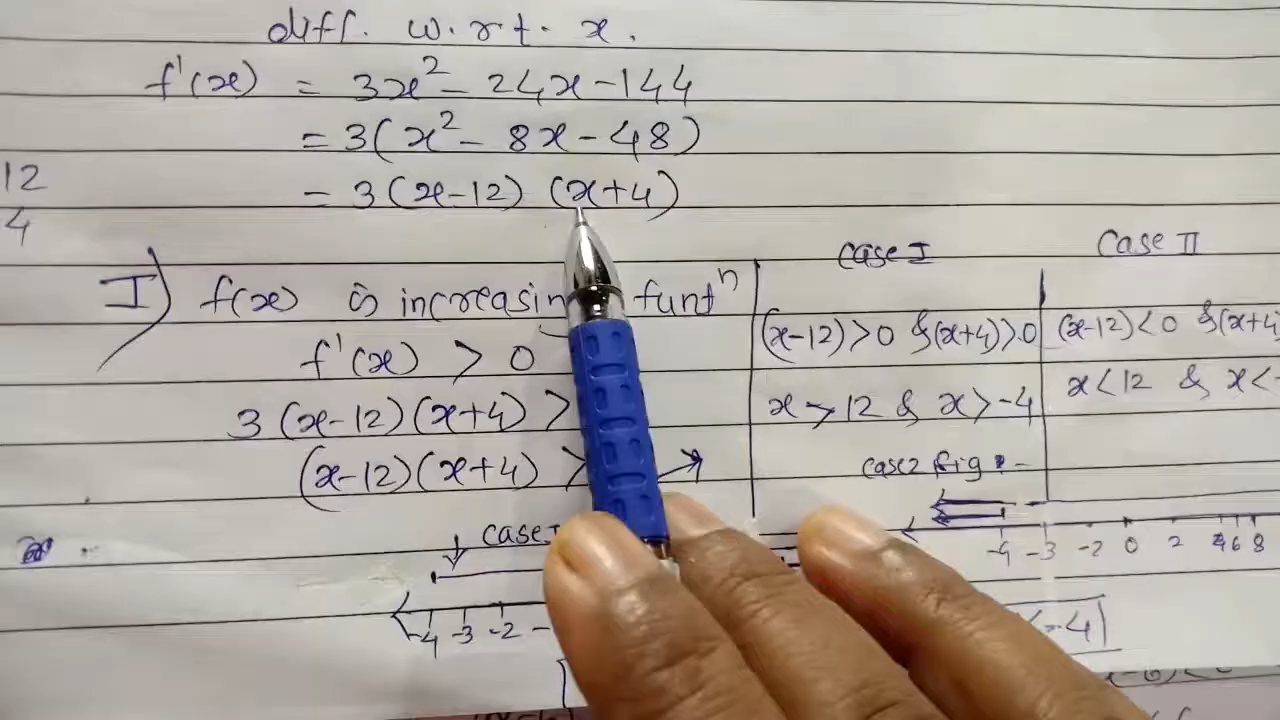 diff. w.r.t. x.
f'(x) = 3x² - 24x - 144
= 3(x² - 8x - 48)
12
= 3(x-12) (x+4)
4
I) f(x) is increasin functⁿ
f'(x) > 0
3(x-12)(x+4) >
(x-12)(x+4) >
Case I
(x-12)>0 &(x+4)>0
x > 12 & x > -4
Case II
(x-12)<0 &(x+4
x<12 & x<-
case2 fig
-4 -3 -2 0 2 4 6 8
case I
-4 -3 -2
<-4